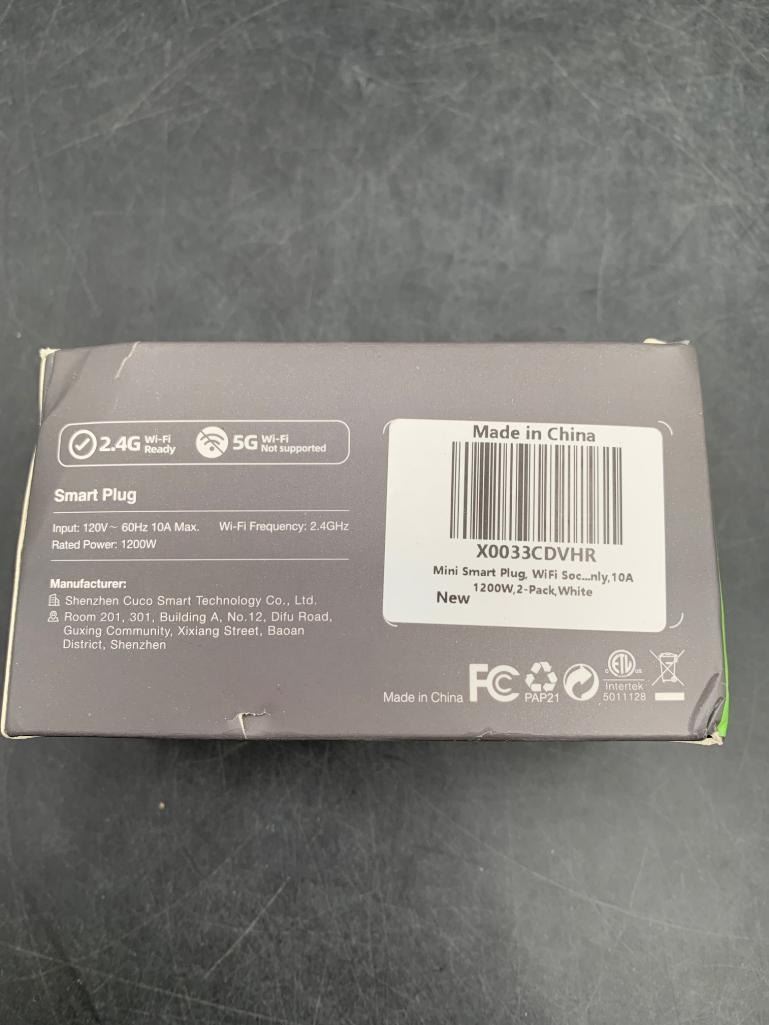 2.4G Wi-Fi Ready
5G Wi-Fi Not supported
Smart Plug
Input: 120V~ 60Hz 10A Max. Wi-Fi Frequency: 2.4GHz
Rated Power: 1200W
Manufacturer:
Shenzhen Cuco Smart Technology Co., Ltd.
Room 201, 301, Building A, No.12, Difu Road,
Guxing Community, Xixiang Street, Baoan
District, Shenzhen
Made in China
X0033CDVHR
Mini Smart Plug, WiFi Soc...nly,10A
1200W,2-Pack,White
New
Made in China
FC
PAP21
C ETL US
Intertek
5011128